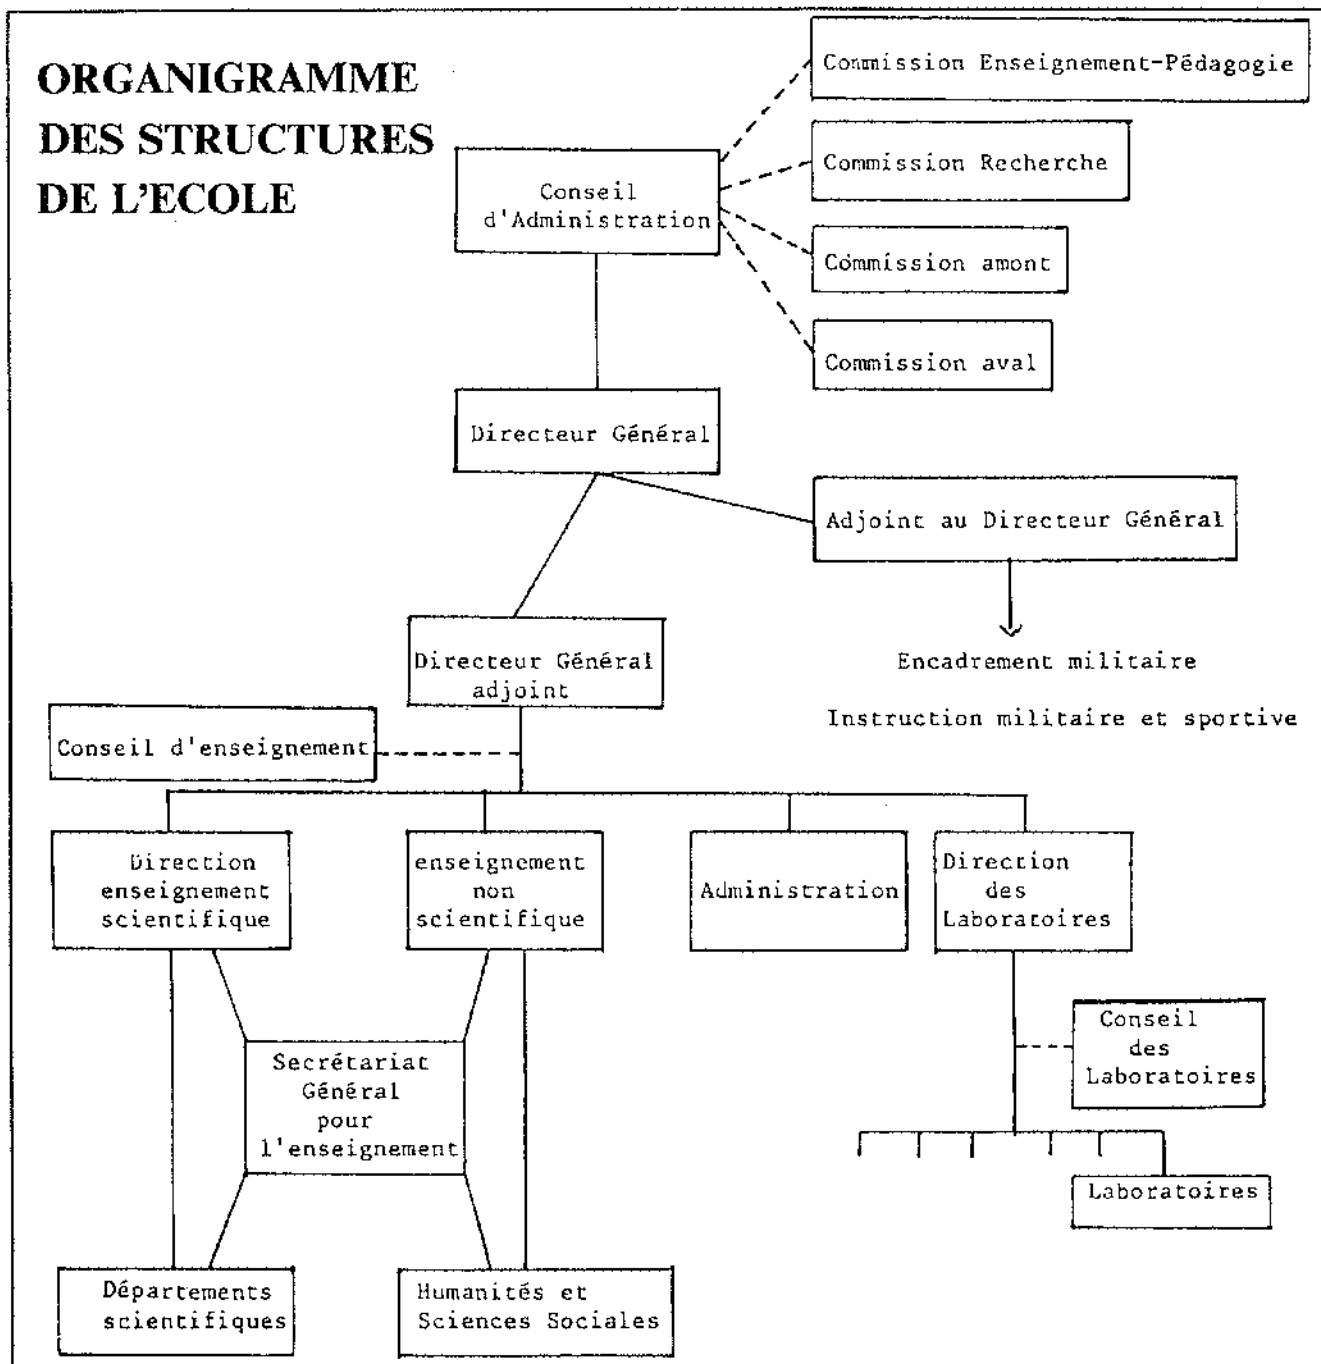 ORGANIGRAMME
DES STRUCTURES
DE L'ECOLE
Commission Enseignement-Pédagogie
Commission Recherche
Conseil
d'Administration
Commission amont
Commission aval
Directeur Général
Adjoint au Directeur Général
Encadrement militaire
Instruction militaire et sportive
Directeur Général
adjoint
Conseil d'enseignement
Direction
enseignement
scientifique
enseignement
non
scientifique
Administration
Direction
des
Laboratoires
Conseil
des
Laboratoires
Secrétariat
Général
pour
l'enseignement
Laboratoires
Départements
scientifiques
Humanités et
Sciences Sociales